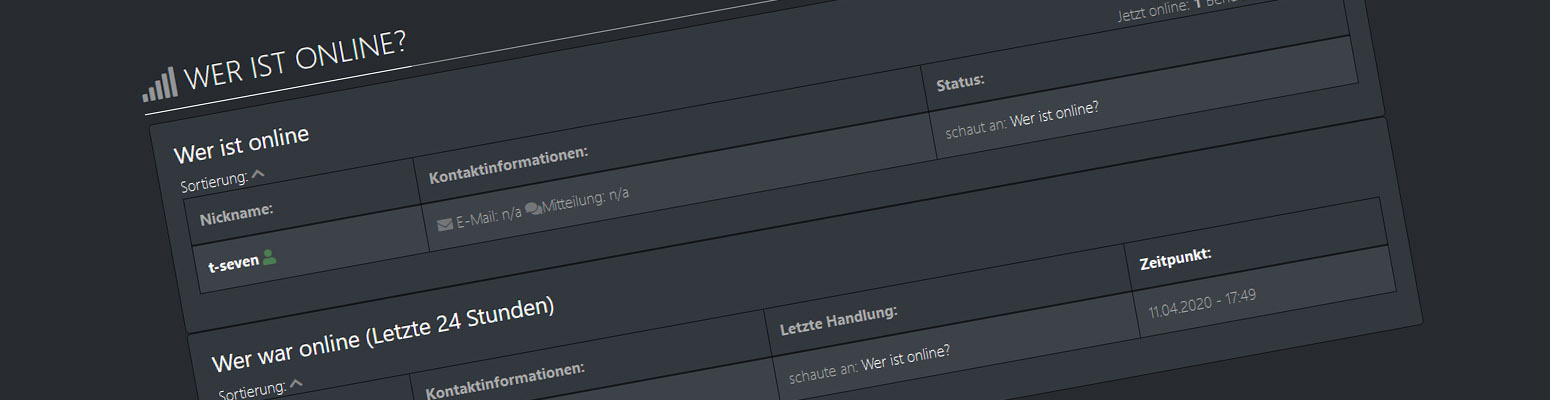 WER IST ONLINE?
Jetzt online: 1
Wer ist online
Sortierung:
Nickname: Kontaktinformationen: Status:
t-seven E-Mail: n/a Mitteilung: n/a schaut an: Wer ist online?
Wer war online (Letzte 24 Stunden)
Sortierung:
Kontaktinformationen: Letzte Handlung: Zeitpunkt:
schaute an: Wer ist online? 11.04.2020 - 17:49